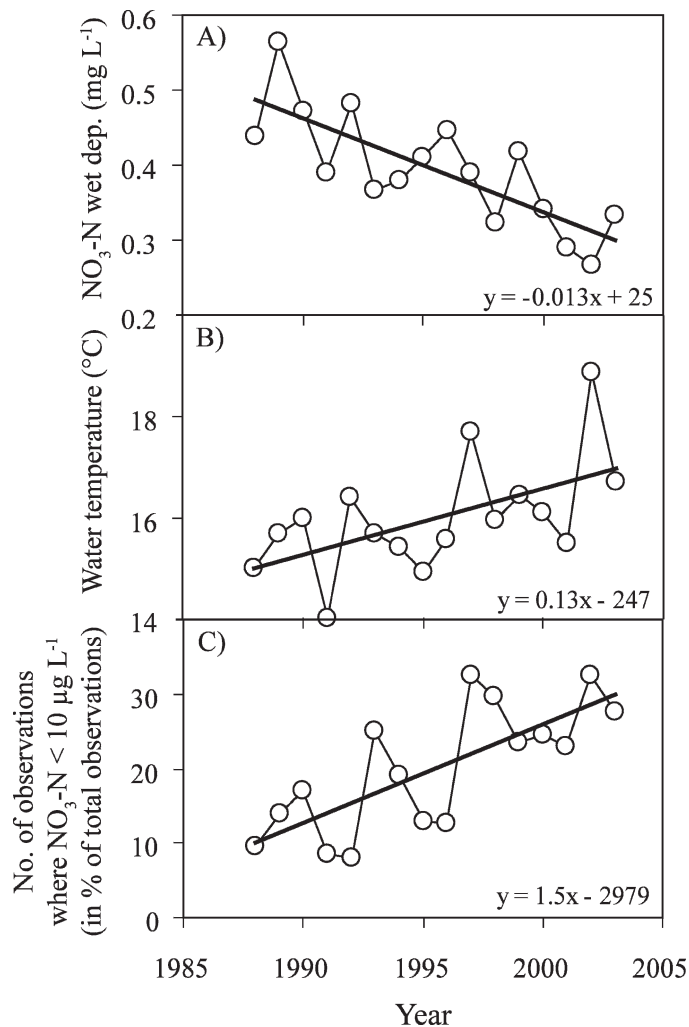 A)
NO3-N wet dep. (mg L-1)
0.6
0.5
0.4
0.3
0.2
y = -0.013x + 25
B)
Water temperature (°C)
18
16
14
y = 0.13x - 247
C)
No. of observations
where NO3-N < 10 µg L-1
(in % of total observations)
30
20
10
0
y = 1.5x - 2979
1985 1990 1995 2000 2005
Year